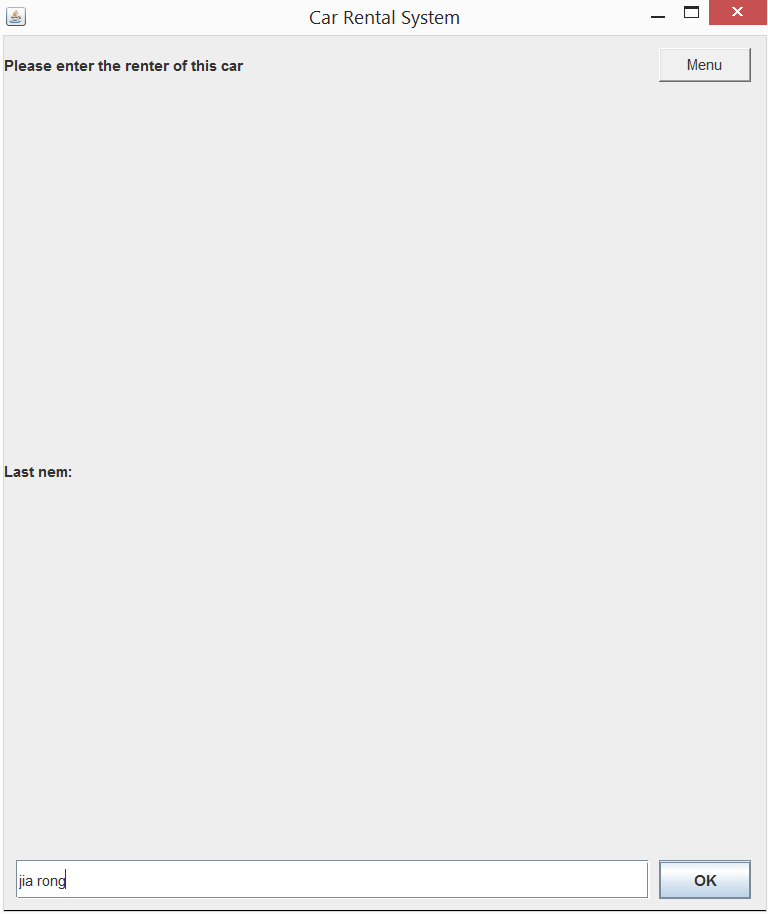 Car Rental System
Please enter the renter of this car
Menu
Last nem:
jia rong
OK